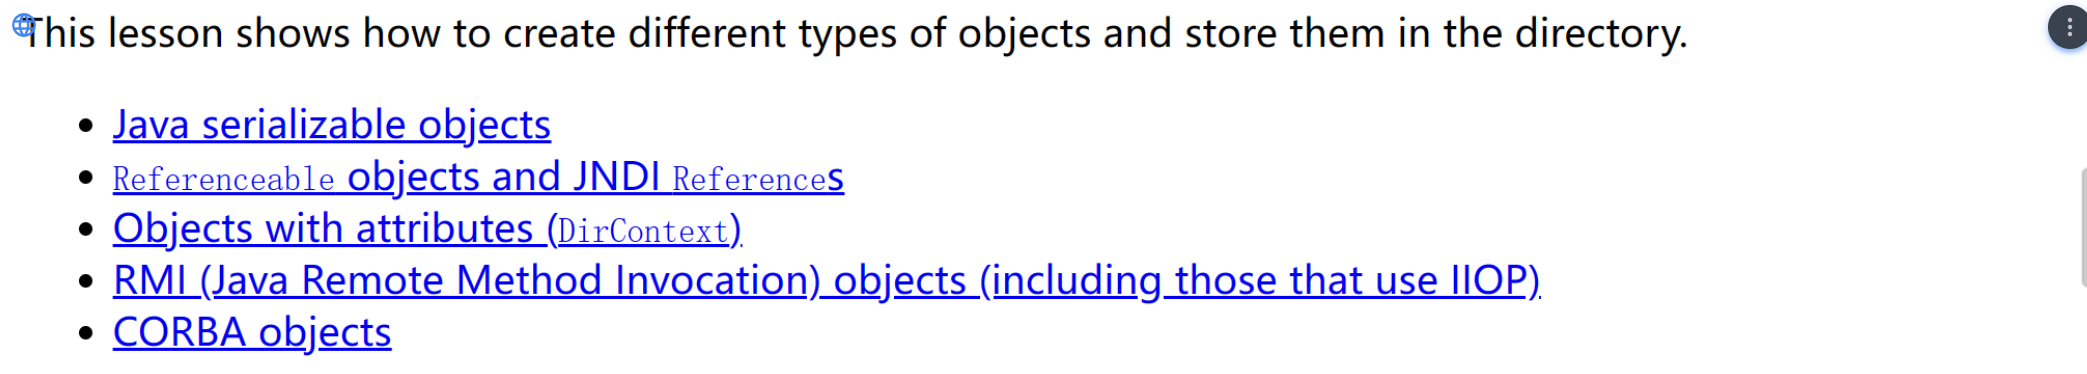 This lesson shows how to create different types of objects and store them in the directory.
Java serializable objects
Referenceable objects and JNDI References
Objects with attributes (DirContext)
RMI (Java Remote Method Invocation) objects (including those that use IIOP)
CORBA objects